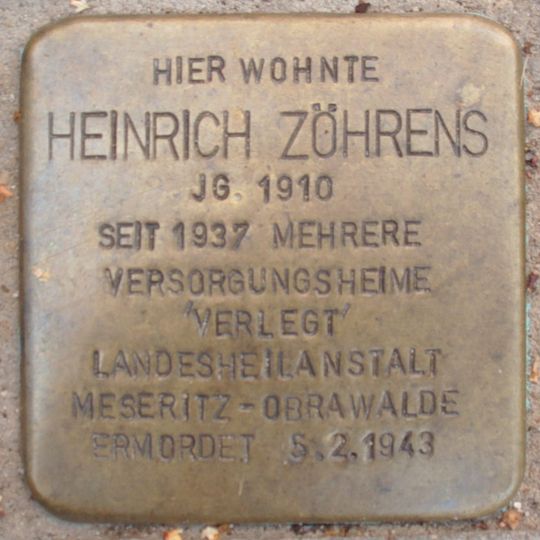 HIER WOHNTE
HEINRICH ZÖHRENS
JG. 1910
SEIT 1937 MEHRERE
VERSORGUNGSHEIME
'VERLEGT'
LANDESHEILANSTALT
MESERITZ-OBRAWALDE
ERMORDET 5.2.1943